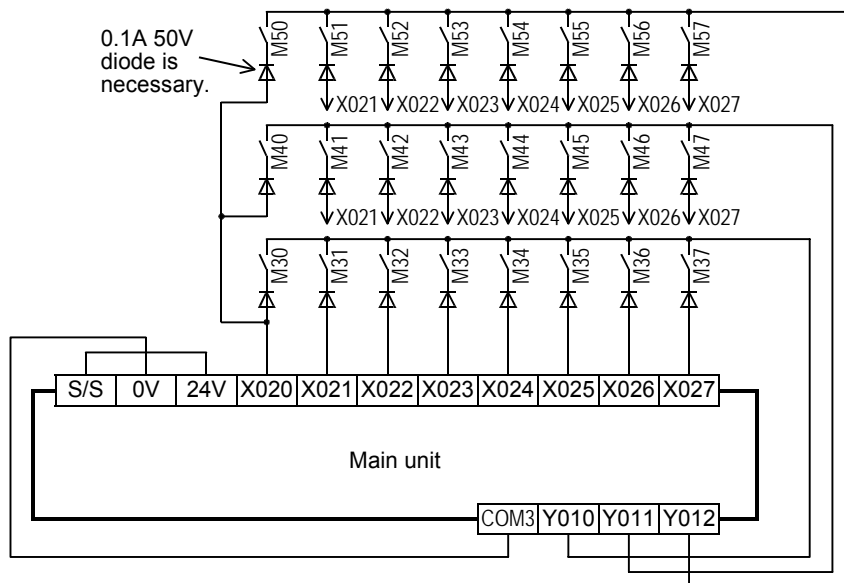 M50 M51 M52 M53 M54 M55 M56 M57
0.1A 50V
diode is
necessary.
X021 X022 X023 X024 X025 X026 X027
M40 M41 M42 M43 M44 M45 M46 M47
X021 X022 X023 X024 X025 X026 X027
M30 M31 M32 M33 M34 M35 M36 M37
S/S 0V 24V X020 X021 X022 X023 X024 X025 X026 X027
Main unit
COM3 Y010 Y011 Y012